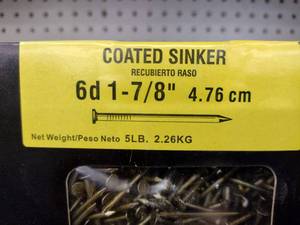 COATED SINKER
RECUBIERTO RASO
6d 1-7/8" 4.76 cm
Net Weight/Peso Neto 5LB. 2.26KG